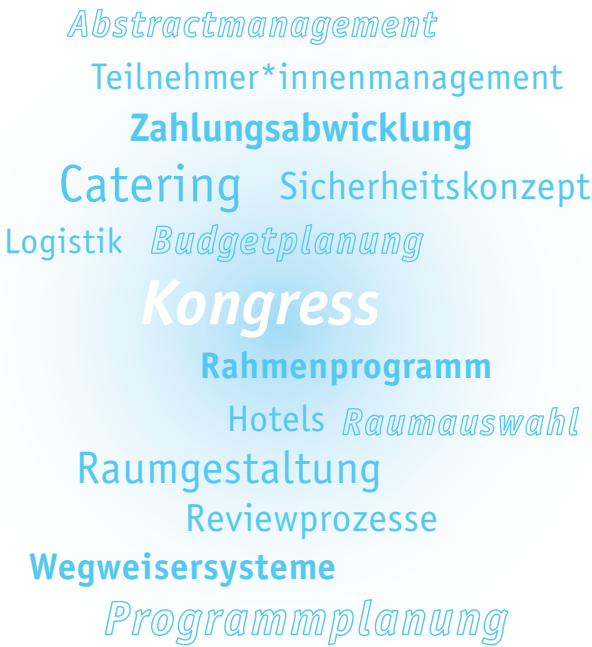 Abstractmanagement
Teilnehmer*innenmanagement
Zahlungsabwicklung
Catering Sicherheitskonzept
Logistik Budgetplanung
Kongress
Rahmenprogramm
Hotels Raumauswahl
Raumgestaltung
Reviewprozesse
Wegweisersysteme
Programmplanung